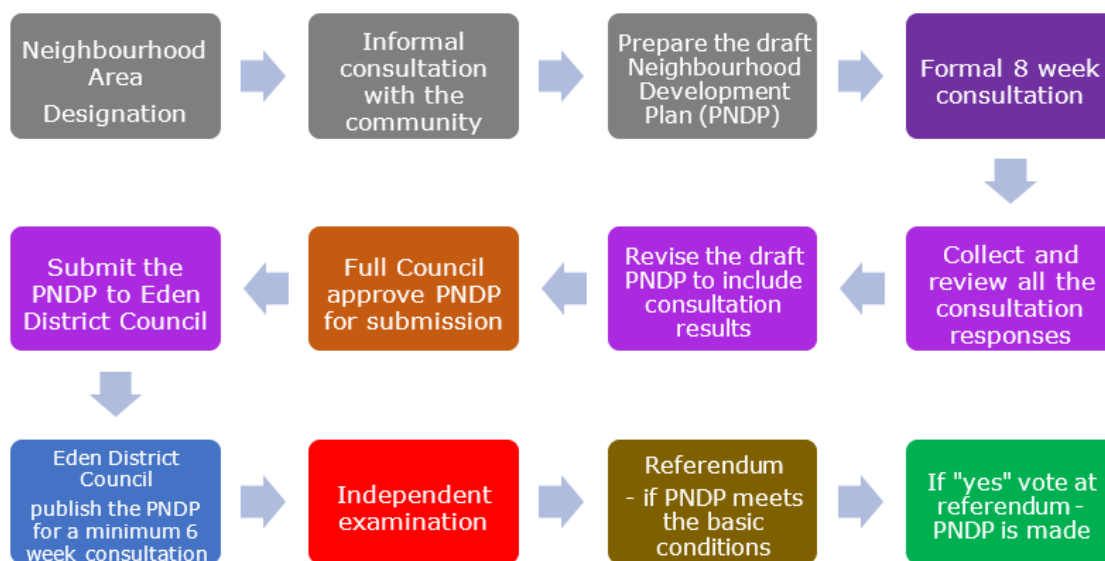 Neighbourhood
Area
Designation
Informal
consultation
with the
community
Prepare the draft
Neighbourhood
Development
Plan (PNDP)
Formal 8 week
consultation
Collect and
review all the
consultation
responses
Revise the draft
PNDP to include
consultation
results
Full Council
approve PNDP
for submission
Submit the
PNDP to Eden
District Council
Eden District
Council
publish the PNDP
for a minimum 6
week consultation
Independent
examination
Referendum
- if PNDP meets
the basic
conditions
If "yes" vote at
referendum -
PNDP is made